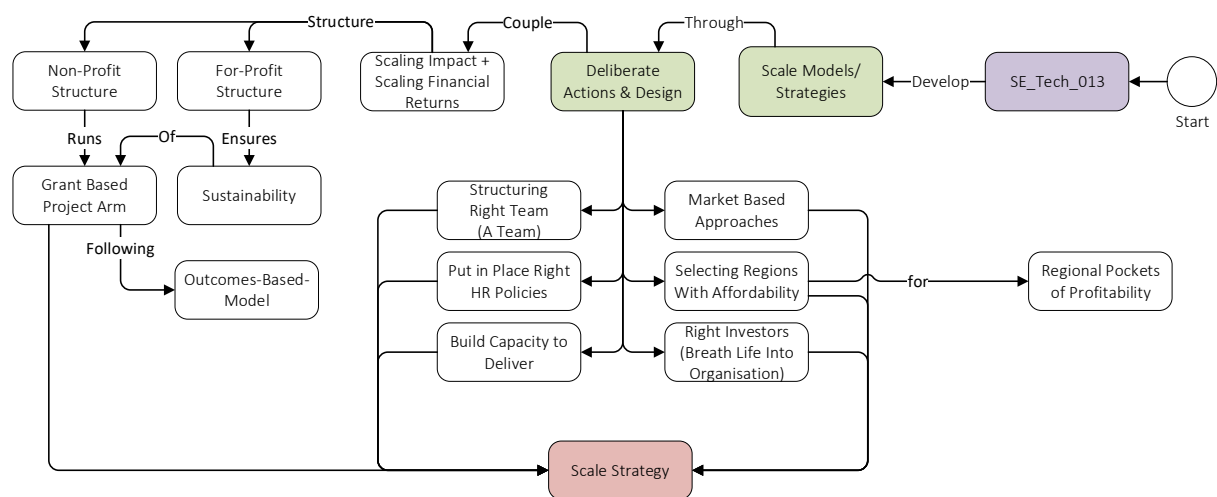 Structure
Couple
Through
Non-Profit
Structure
For-Profit
Structure
Scaling Impact +
Scaling Financial
Returns
Deliberate
Actions & Design
Scale Models/
Strategies
Develop
SE_Tech_013
Start
Runs
Of
Ensures
Grant Based
Project Arm
Sustainability
Following
Outcomes-Based-
Model
Structuring
Right Team
(A Team)
Market Based
Approaches
Put in Place Right
HR Policies
Selecting Regions
With Affordability
for
Regional Pockets
of Profitability
Build Capacity to
Deliver
Right Investors
(Breath Life Into
Organisation)
Scale Strategy